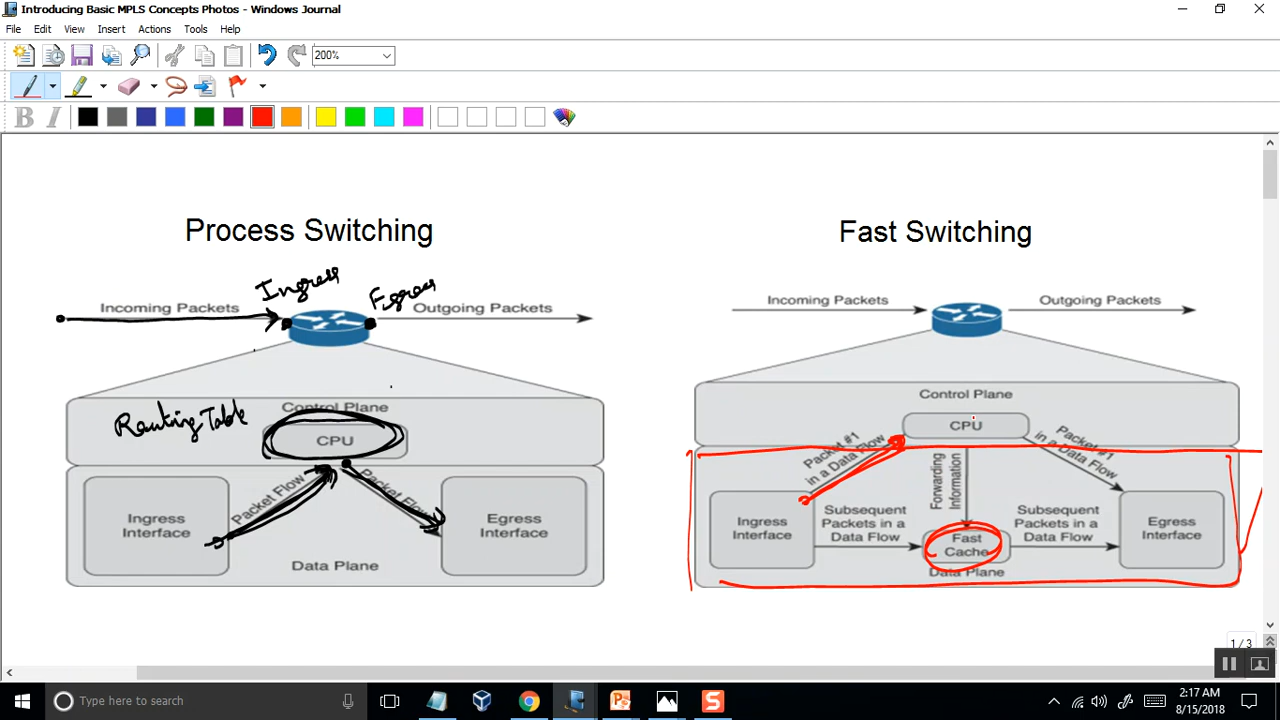 Introducing Basic MPLS Concepts Photos - Windows Journal
File Edit View Insert Actions Tools Help
200%
B I
Process Switching
Ingress
Egress
Incoming Packets
Outgoing Packets
Routing Table
Control Plane
CPU
Packet Flow
Packet Flow
Ingress
Interface
Egress
Interface
Data Plane
Fast Switching
Incoming Packets
Outgoing Packets
Control Plane
CPU
Packet #1
in a Data Flow
Forwarding
Information
Packet #1
in a Data Flow
Ingress
Interface
Subsequent
Packets in a
Data Flow
Fast
Cache
Subsequent
Packets in a
Data Flow
Egress
Interface
Data Plane
1 / 3
Type here to search
2:17 AM
8/15/2018